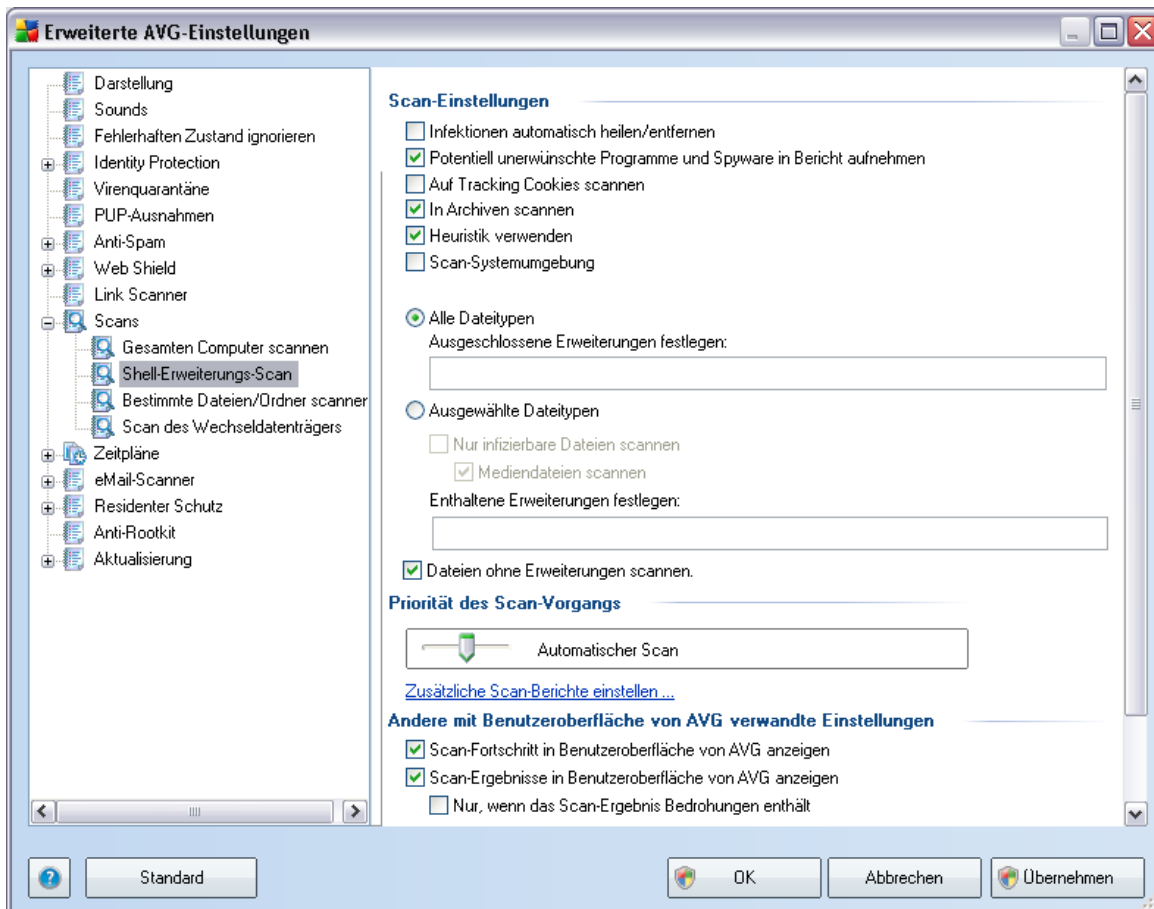 Erweiterte AVG-Einstellungen
Darstellung
Sounds
Fehlerhaften Zustand ignorieren
Identity Protection
Virenquarantäne
PUP-Ausnahmen
Anti-Spam
Web Shield
Link Scanner
Scans
Gesamten Computer scannen
Shell-Erweiterungs-Scan
Bestimmte Dateien/Ordner scanner
Scan des Wechseldatenträgers
Zeitpläne
eMail-Scanner
Residenter Schutz
Anti-Rootkit
Aktualisierung
Scan-Einstellungen
Infektionen automatisch heilen/entfernen
Potentiell unerwünschte Programme und Spyware in Bericht aufnehmen
Auf Tracking Cookies scannen
In Archiven scannen
Heuristik verwenden
Scan-Systemumgebung
Alle Dateitypen
Ausgeschlossene Erweiterungen festlegen:
Ausgewählte Dateitypen
Nur infizierbare Dateien scannen
Mediendateien scannen
Enthaltene Erweiterungen festlegen:
Dateien ohne Erweiterungen scannen.
Priorität des Scan-Vorgangs
Automatischer Scan
Zusätzliche Scan-Berichte einstellen ...
Andere mit Benutzeroberfläche von AVG verwandte Einstellungen
Scan-Fortschritt in Benutzeroberfläche von AVG anzeigen
Scan-Ergebnisse in Benutzeroberfläche von AVG anzeigen
Nur, wenn das Scan-Ergebnis Bedrohungen enthält
Standard
OK
Abbrechen
Übernehmen